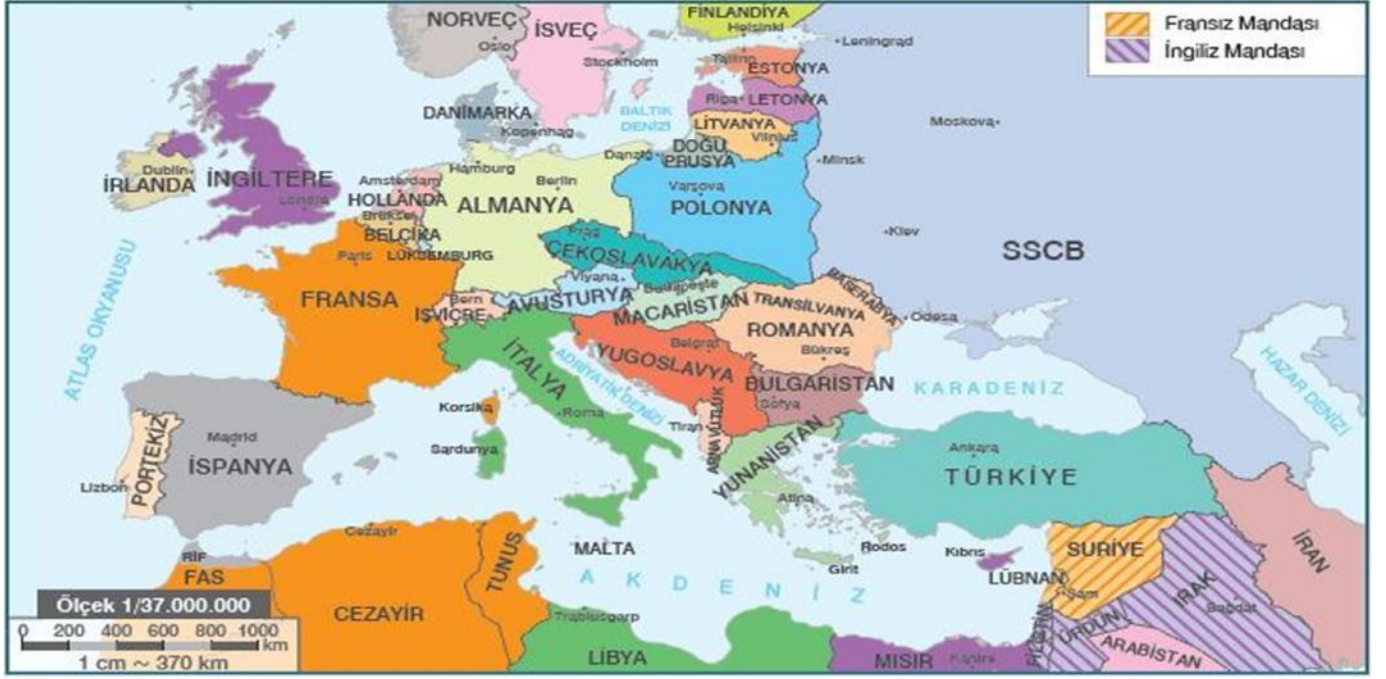 NORVEÇ
Oslo
İSVEÇ
Stockholm
FİNLANDİYA
Helsinki
Leningrad
Fransız Mandası
İngiliz Mandası
Tallinn
ESTONYA
Riga
LETONYA
BALTIK
DENİZİ
DANİMARKA
Kopenhag
LİTVANYA
Vilnius
DOĞU
PRUSYA
Moskova
Minsk
Dublin
İRLANDA
İNGİLTERE
Londra
Amsterdam
HOLLANDA
Brüksel
BELÇİKA
LÜKSEMBURG
Hamburg
Berlin
ALMANYA
Danzig
Varşova
POLONYA
Kiev
SSCB
ATLAS OKYANUSU
Paris
FRANSA
Prag
ÇEKOSLAVAKYA
Bern
İSVİÇRE
Viyana
AVUSTURYA
Budapeşte
MACARİSTAN
TRANSİLVANYA
BASERABYA
ROMANYA
Bükreş
Odesa
İTALYA
Roma
ADRİYATİK DENİZİ
Belgrat
YUGOSLAVYA
BULGARİSTAN
Sofya
KARADENİZ
HAZAR DENİZİ
Korsika
Sardunya
Tiran
ARNAVUTLUK
YUNANİSTAN
Atina
Madrid
İSPANYA
Lizbon
PORTEKİZ
Ankara
TÜRKİYE
RİF
FAS
Cezayir
CEZAYİR
TUNUS
MALTA
AKDENİZ
Girit
Rodos
Kıbrıs
SURİYE
LÜBNAN
Şam
IRAK
Bağdat
İRAN
FİLİSTİN
ÜRDÜN
ARABİSTAN
Trablusgarp
LİBYA
MISIR
Kahire
Ölçek 1/37.000.000
0 200 400 600 800 1000
km
1 cm ~ 370 km